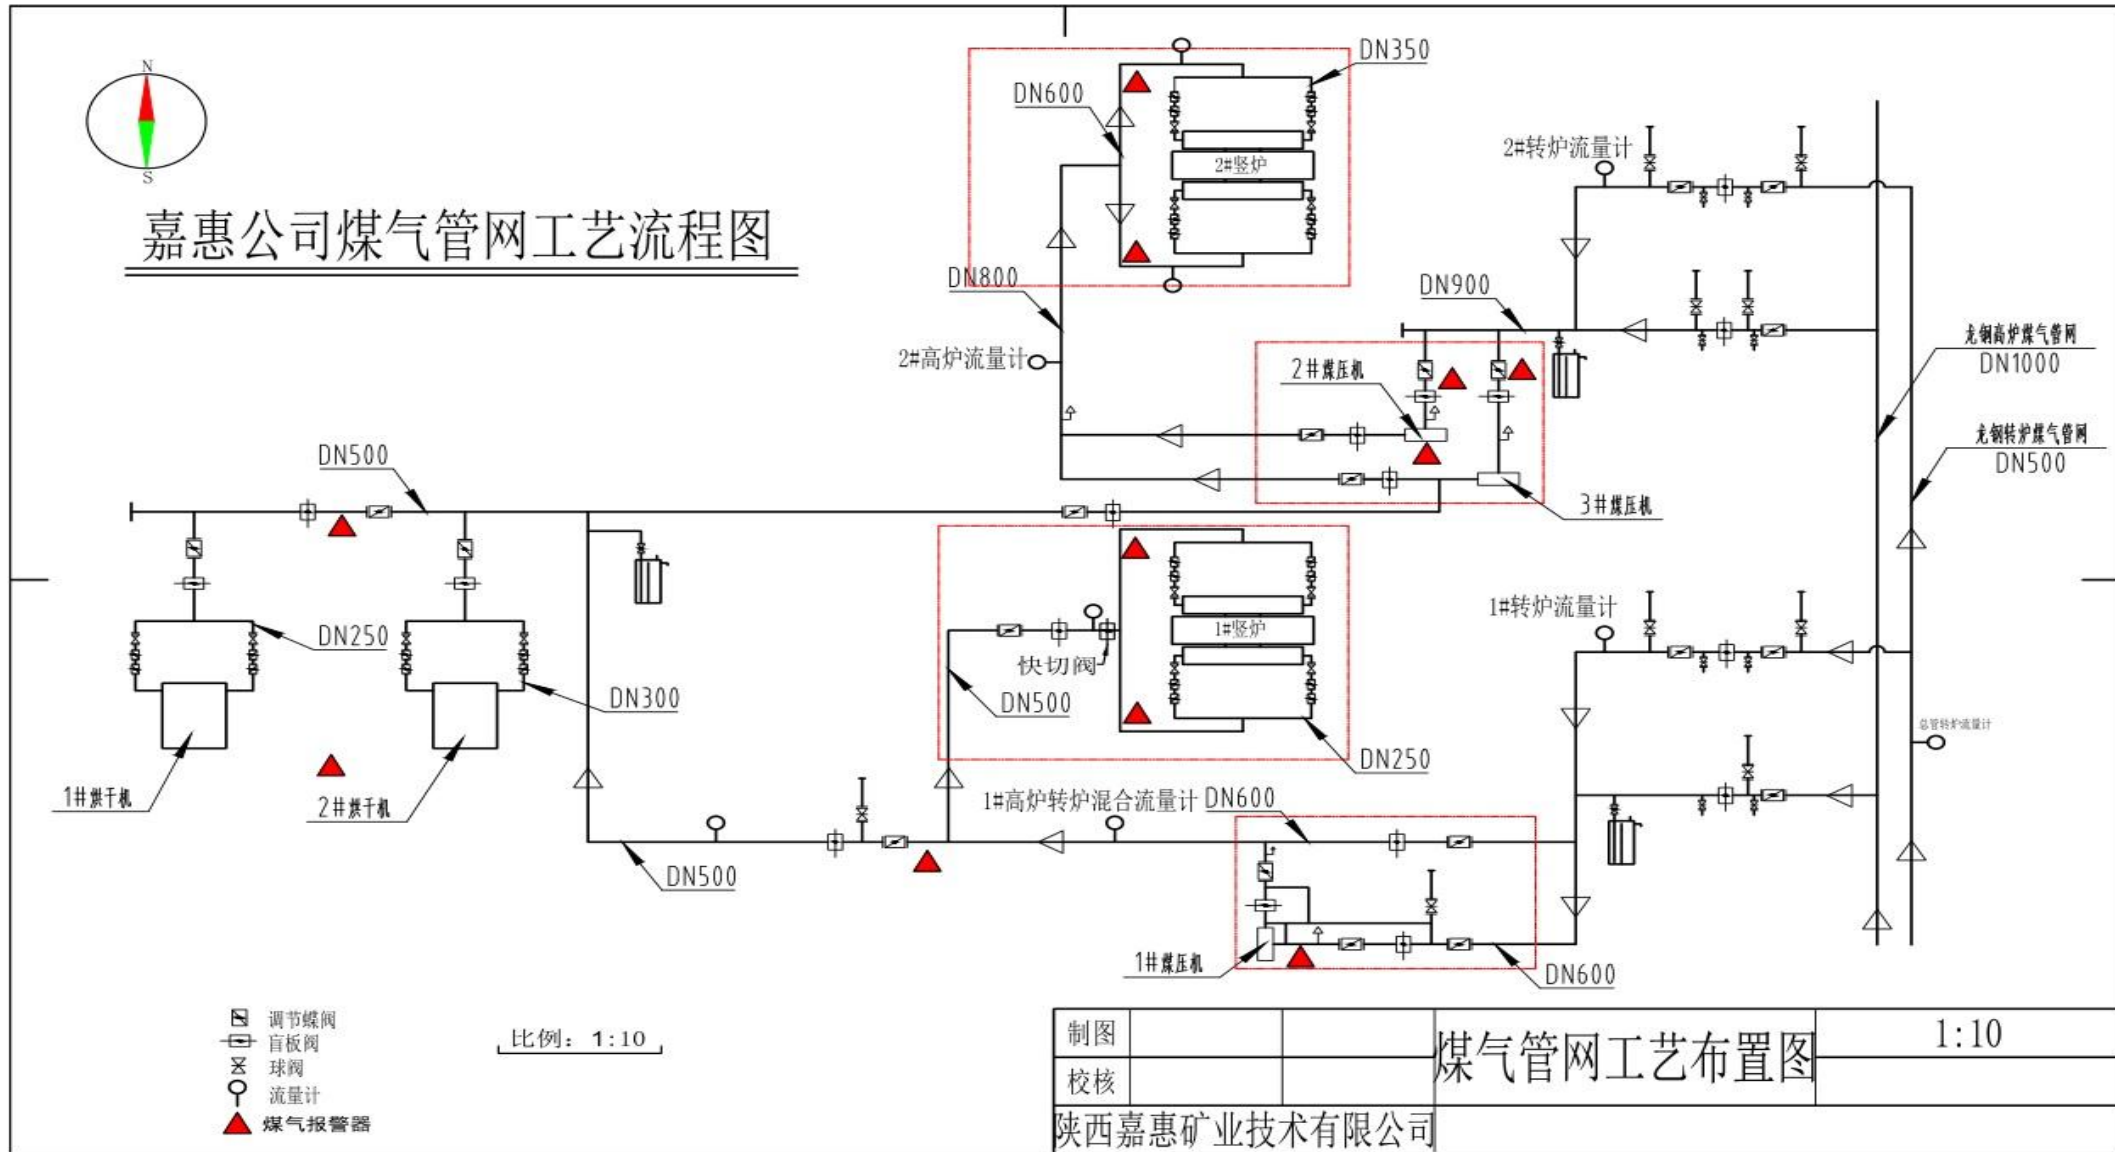 N
S
嘉惠公司煤气管网工艺流程图
DN350
DN600
2#竖炉
DN800
2#高炉流量计
2#转炉流量计
DN900
2#煤压机
3#煤压机
龙钢高炉煤气管网
DN1000
龙钢转炉煤气管网
DN500
DN500
DN250
DN300
1#烘干机
2#烘干机
1#竖炉
快切阀
DN500
DN250
1#转炉流量计
总管转炉流量计
1#高炉转炉混合流量计
DN600
DN500
1#煤压机
DN600
调节蝶阀
盲板阀
球阀
流量计
煤气报警器
比例：1:10
制图
校核
煤气管网工艺布置图
1:10
陕西嘉惠矿业技术有限公司